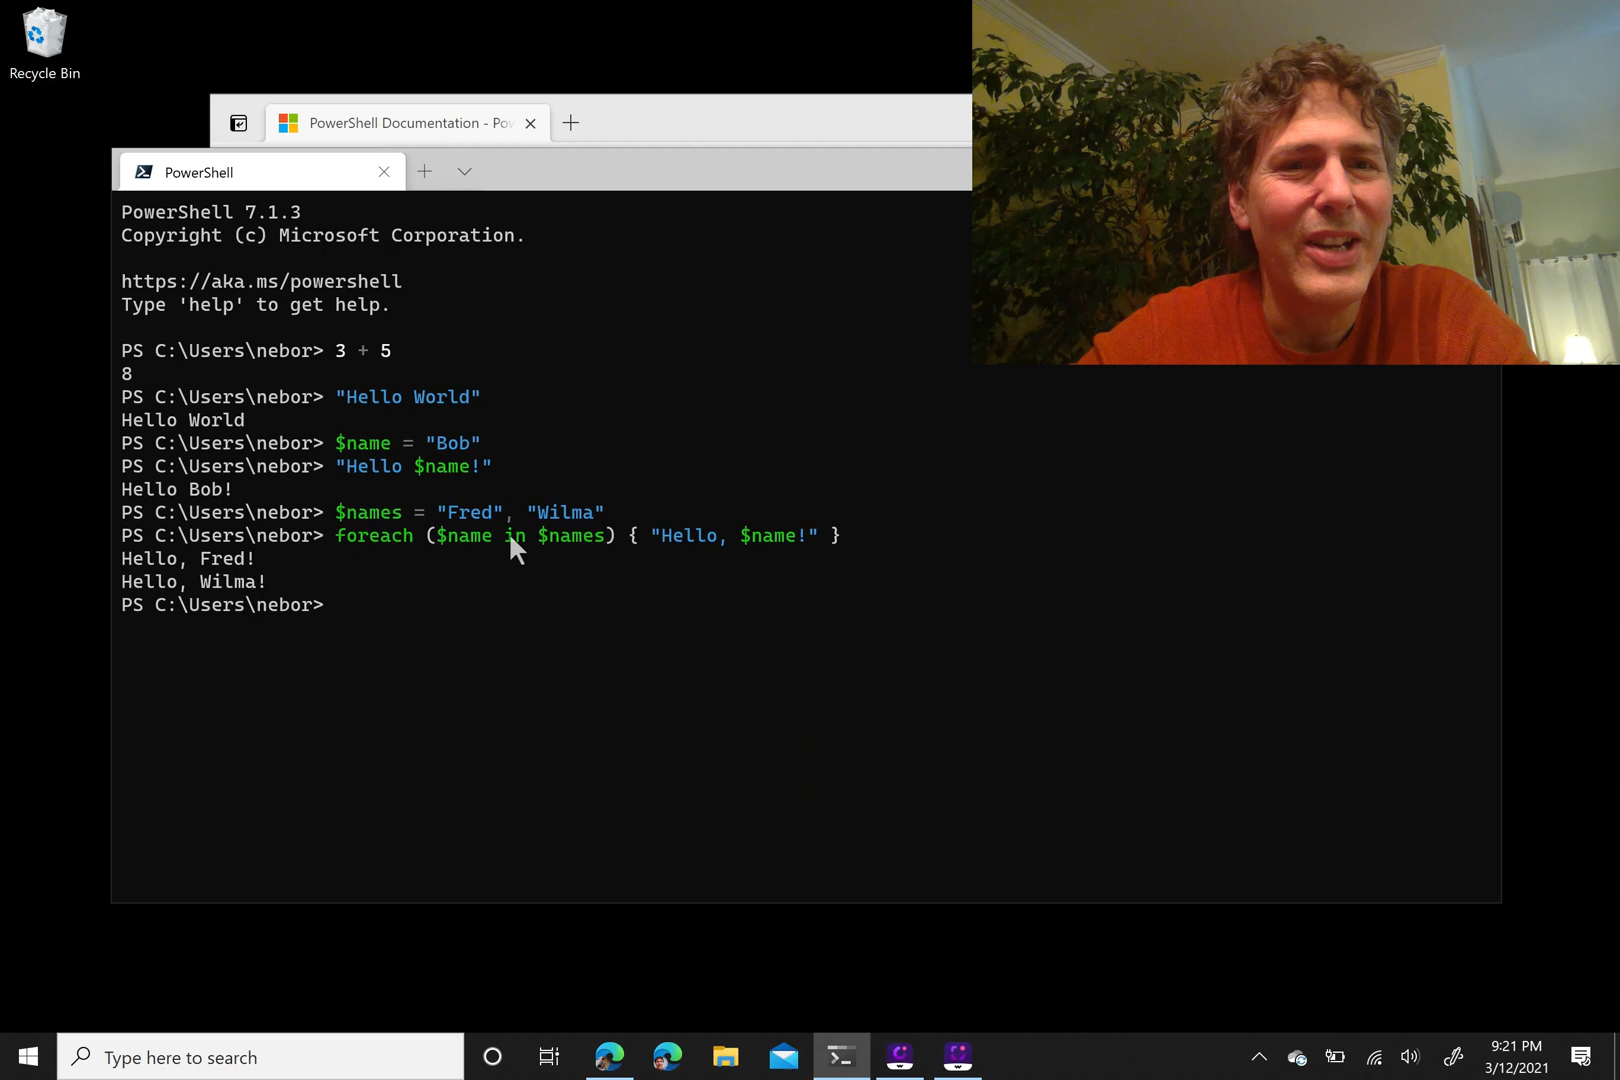 Recycle Bin
PowerShell Documentation - Pov
PowerShell
PowerShell 7.1.3
Copyright (c) Microsoft Corporation.
https://aka.ms/powershell
Type 'help' to get help.
PS C:\Users\nebor> 3 + 5
8
PS C:\Users\nebor> "Hello World"
Hello World
PS C:\Users\nebor> $name = "Bob"
PS C:\Users\nebor> "Hello $name!"
Hello Bob!
PS C:\Users\nebor> $names = "Fred", "Wilma"
PS C:\Users\nebor> foreach ($name in $names) { "Hello, $name!" }
Hello, Fred!
Hello, Wilma!
PS C:\Users\nebor>
Type here to search
9:21 PM
3/12/2021